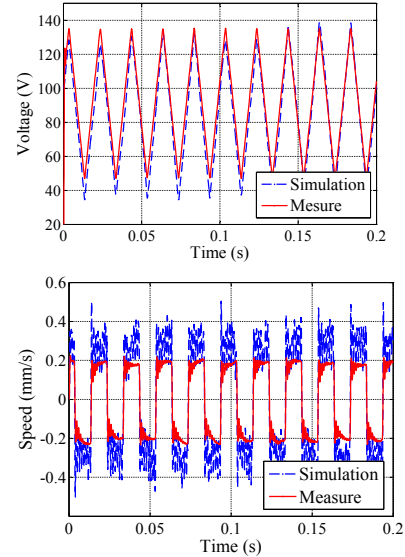 140
120
100
80
60
40
20
Voltage (V)
Simulation
Mesure
0 0.05 0.1 0.15 0.2
Time (s)
0.6
0.4
0.2
0
-0.2
-0.4
Speed (mm/s)
Simulation
Measure
0 0.05 0.1 0.15 0.2
Time (s)